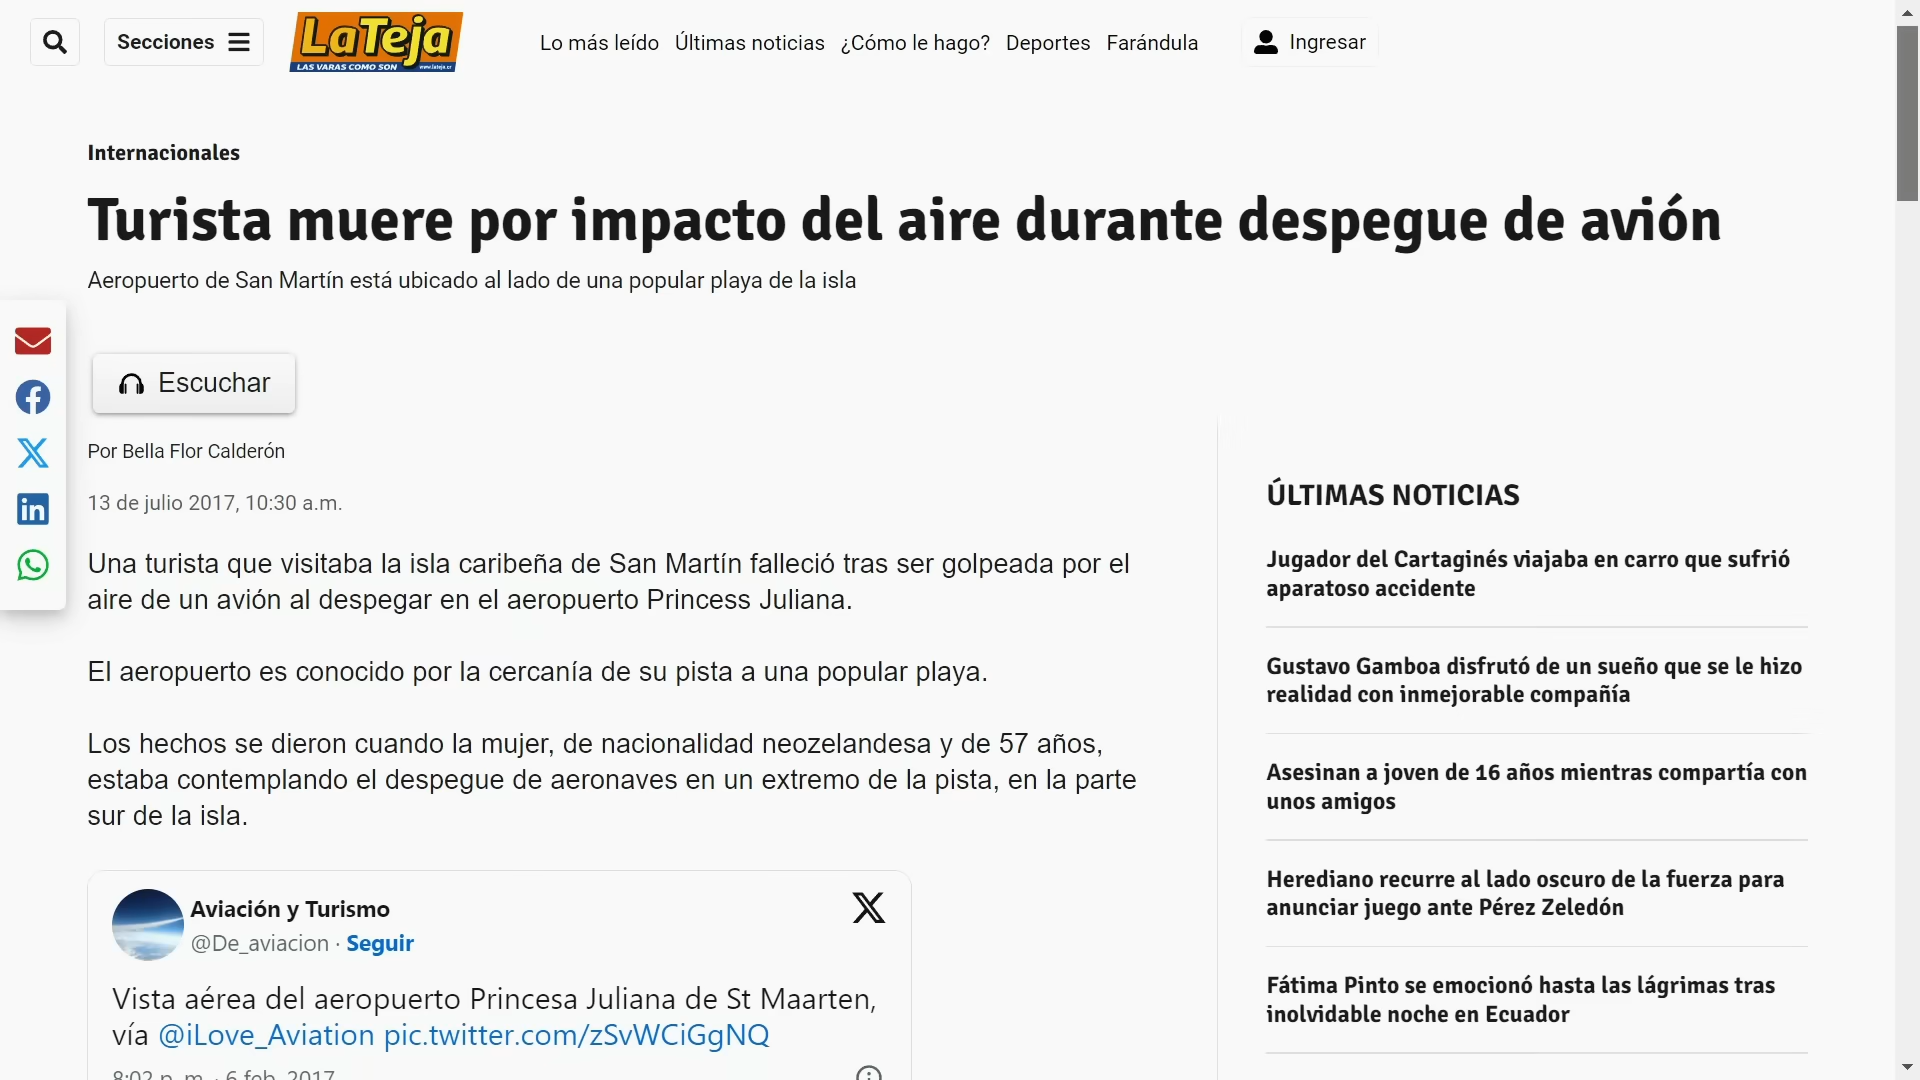 Secciones
LaTeja
LAS VARAS COMO SON www.lateja.cr
Lo más leído Últimas noticias ¿Cómo le hago? Deportes Farándula
Ingresar
Internacionales
Turista muere por impacto del aire durante despegue de avión
Aeropuerto de San Martín está ubicado al lado de una popular playa de la isla
Escuchar
Por Bella Flor Calderón
13 de julio 2017, 10:30 a.m.
Una turista que visitaba la isla caribeña de San Martín falleció tras ser golpeada por el
aire de un avión al despegar en el aeropuerto Princess Juliana.
El aeropuerto es conocido por la cercanía de su pista a una popular playa.
Los hechos se dieron cuando la mujer, de nacionalidad neozelandesa y de 57 años,
estaba contemplando el despegue de aeronaves en un extremo de la pista, en la parte
sur de la isla.
Aviación y Turismo
@De_aviacion · Seguir
Vista aérea del aeropuerto Princesa Juliana de St Maarten,
vía @iLove_Aviation pic.twitter.com/zSvWCiGgNQ
8:02 p. m. · 6 feb. 2017
ÚLTIMAS NOTICIAS
Jugador del Cartaginés viajaba en carro que sufrió
aparatoso accidente
Gustavo Gamboa disfrutó de un sueño que se le hizo
realidad con inmejorable compañía
Asesinan a joven de 16 años mientras compartía con
unos amigos
Herediano recurre al lado oscuro de la fuerza para
anunciar juego ante Pérez Zeledón
Fátima Pinto se emocionó hasta las lágrimas tras
inolvidable noche en Ecuador